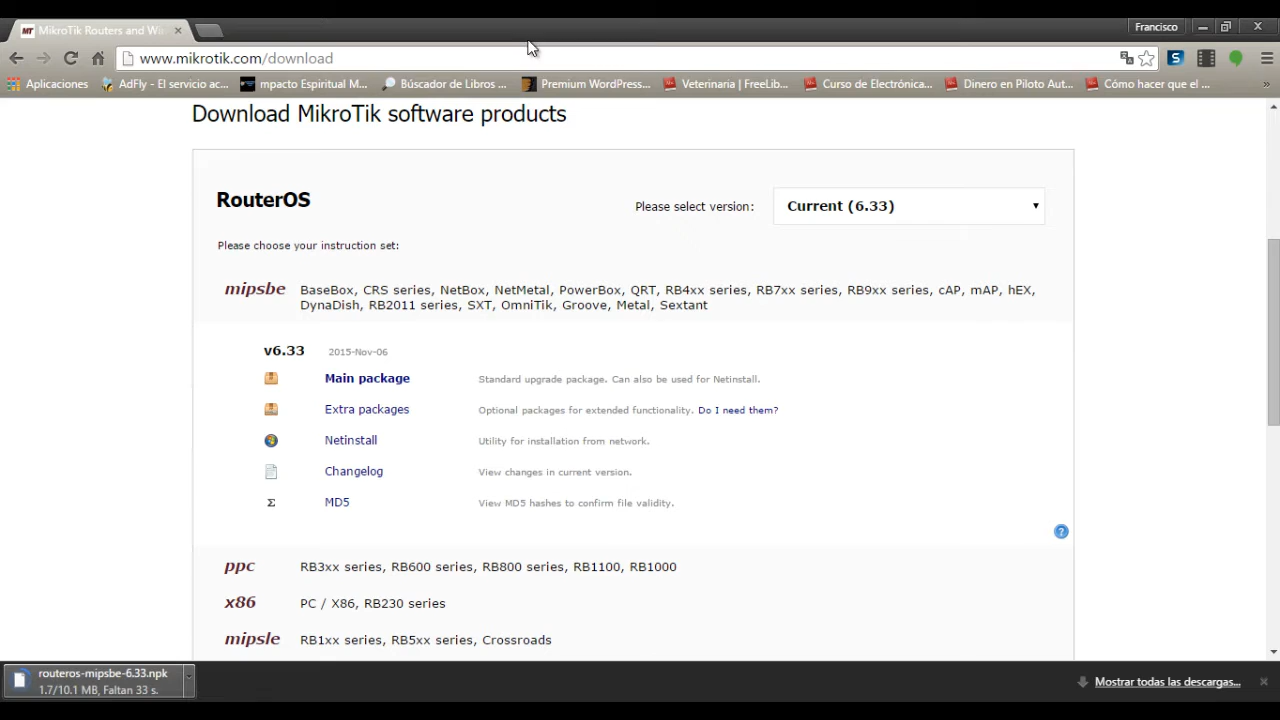 MikroTik Routers and Wir
Francisco
www.mikrotik.com/download
Aplicaciones
AdFly - El servicio ac...
mpacto Espiritual M...
Búscador de Libros ...
Premium WordPress...
Veterinaria | FreeLib...
Curso de Electrónica...
Dinero en Piloto Aut...
Cómo hacer que el ...
»
Download MikroTik software products
RouterOS
Please select version:
Current (6.33)
Please choose your instruction set:
mipsbe
BaseBox, CRS series, NetBox, NetMetal, PowerBox, QRT, RB4xx series, RB7xx series, RB9xx series, cAP, mAP, hEX,
DynaDish, RB2011 series, SXT, OmniTik, Groove, Metal, Sextant
v6.33 2015-Nov-06
Main package Standard upgrade package. Can also be used for Netinstall.
Extra packages Optional packages for extended functionality. Do I need them?
Netinstall Utility for installation from network.
Changelog View changes in current version.
Σ MD5 View MD5 hashes to confirm file validity.
?
ppc RB3xx series, RB600 series, RB800 series, RB1100, RB1000
x86 PC / X86, RB230 series
mipsle RB1xx series, RB5xx series, Crossroads
routeros-mipsbe-6.33.npk
1.7/10.1 MB, Faltan 33 s.
Mostrar todas las descargas...